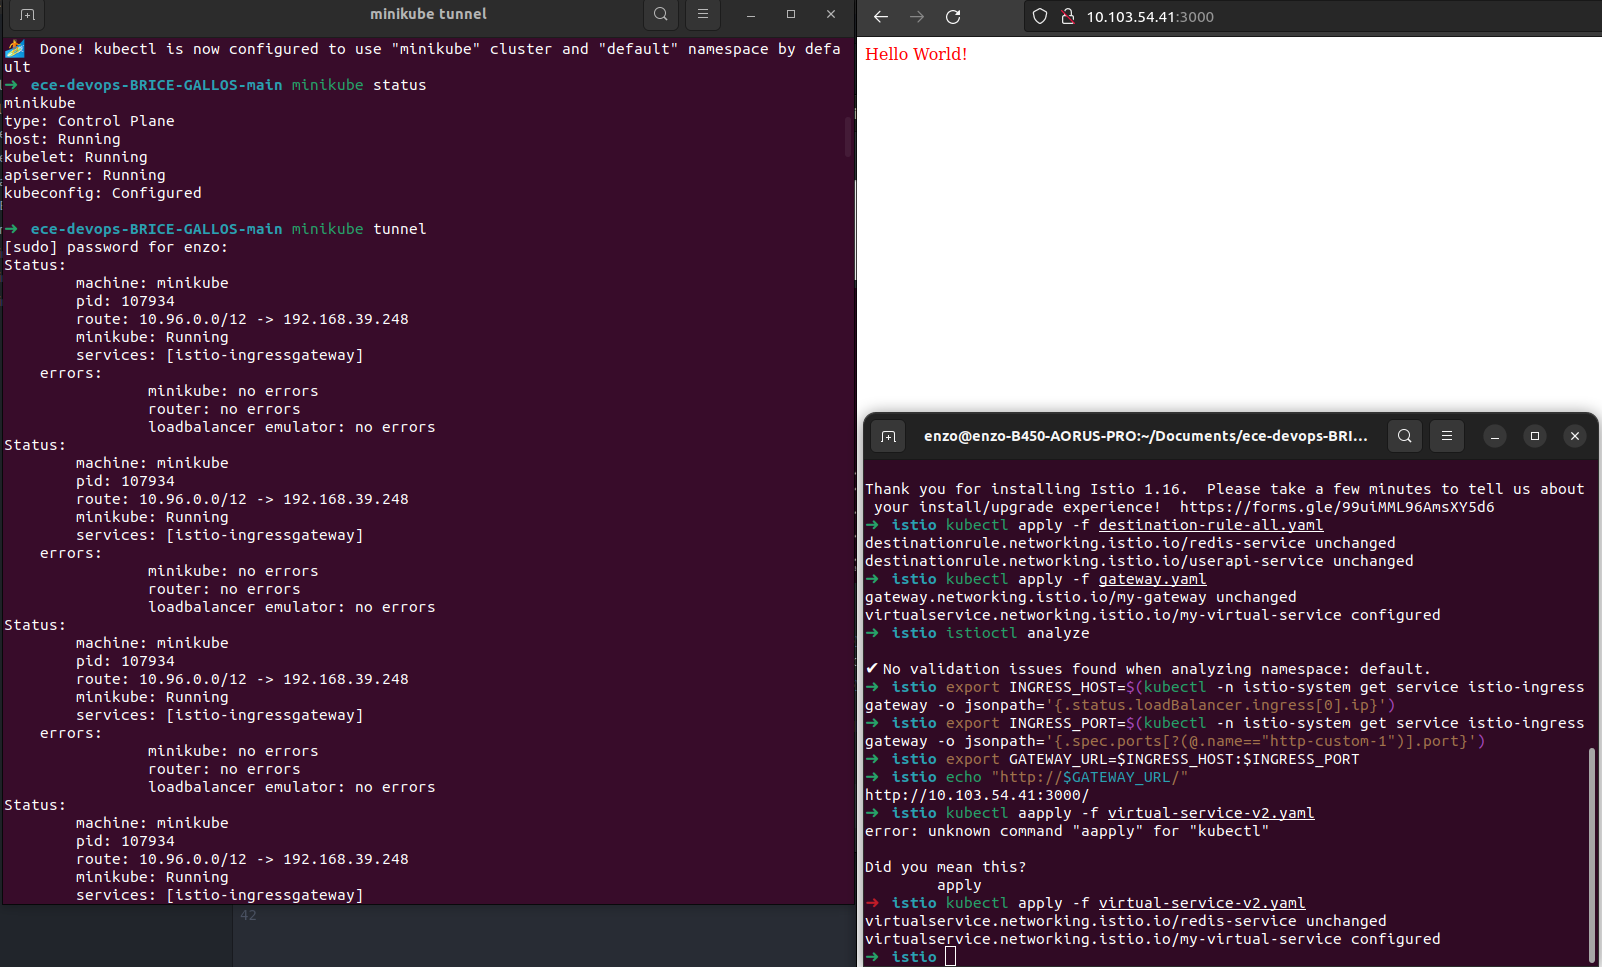 minikube tunnel
🏄  Done! kubectl is now configured to use "minikube" cluster and "default" namespace by defa
ult
➜  ece-devops-BRICE-GALLOS-main minikube status
minikube
type: Control Plane
host: Running
kubelet: Running
apiserver: Running
kubeconfig: Configured
➜  ece-devops-BRICE-GALLOS-main minikube tunnel
[sudo] password for enzo:
Status:
machine: minikube
pid: 107934
route: 10.96.0.0/12 -> 192.168.39.248
minikube: Running
services: [istio-ingressgateway]
errors:
minikube: no errors
router: no errors
loadbalancer emulator: no errors
Status:
machine: minikube
pid: 107934
route: 10.96.0.0/12 -> 192.168.39.248
minikube: Running
services: [istio-ingressgateway]
errors:
minikube: no errors
router: no errors
loadbalancer emulator: no errors
Status:
machine: minikube
pid: 107934
route: 10.96.0.0/12 -> 192.168.39.248
minikube: Running
services: [istio-ingressgateway]
errors:
minikube: no errors
router: no errors
loadbalancer emulator: no errors
Status:
machine: minikube
pid: 107934
route: 10.96.0.0/12 -> 192.168.39.248
minikube: Running
services: [istio-ingressgateway]
42
10.103.54.41:3000
Hello World!
enzo@enzo-B450-AORUS-PRO:~/Documents/ece-devops-BRI...
Thank you for installing Istio 1.16.  Please take a few minutes to tell us about
your install/upgrade experience!  https://forms.gle/99uiMML96AmsXY5d6
➜  istio kubectl apply -f destination-rule-all.yaml
destinationrule.networking.istio.io/redis-service unchanged
destinationrule.networking.istio.io/userapi-service unchanged
➜  istio kubectl apply -f gateway.yaml
gateway.networking.istio.io/my-gateway unchanged
virtualservice.networking.istio.io/my-virtual-service configured
➜  istio istioctl analyze
✔ No validation issues found when analyzing namespace: default.
➜  istio export INGRESS_HOST=$(kubectl -n istio-system get service istio-ingress
gateway -o jsonpath='{.status.loadBalancer.ingress[0].ip}')
➜  istio export INGRESS_PORT=$(kubectl -n istio-system get service istio-ingress
gateway -o jsonpath='{.spec.ports[?(@.name=="http-custom-1")].port}')
➜  istio export GATEWAY_URL=$INGRESS_HOST:$INGRESS_PORT
➜  istio echo "http://$GATEWAY_URL/"
http://10.103.54.41:3000/
➜  istio kubectl aapply -f virtual-service-v2.yaml
error: unknown command "aapply" for "kubectl"
Did you mean this?
apply
➜  istio kubectl apply -f virtual-service-v2.yaml
virtualservice.networking.istio.io/redis-service unchanged
virtualservice.networking.istio.io/my-virtual-service configured
➜  istio